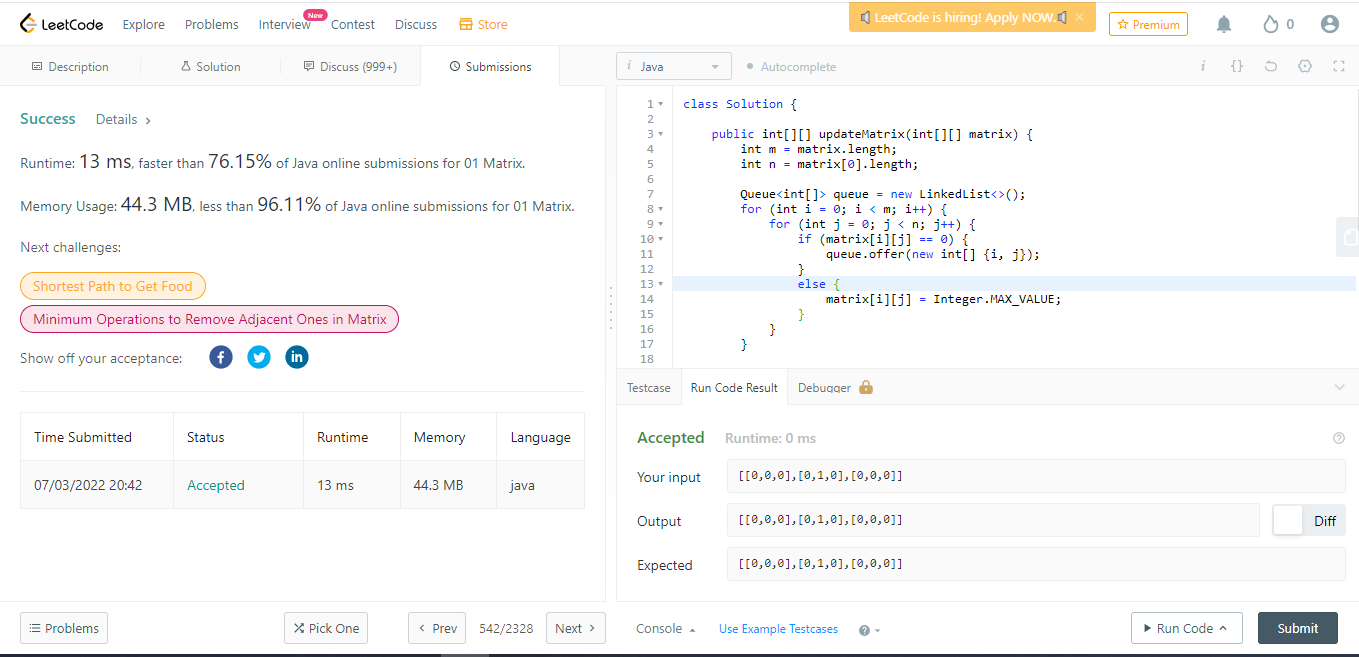 LeetCode Explore Problems Interview New Contest Discuss Store LeetCode is hiring! Apply NOW. × Premium 0
Description Solution Discuss (999+) Submissions
i Java Autocomplete i {}
Success Details >
Runtime: 13 ms, faster than 76.15% of Java online submissions for 01 Matrix.
Memory Usage: 44.3 MB, less than 96.11% of Java online submissions for 01 Matrix.
Next challenges:
Shortest Path to Get Food
Minimum Operations to Remove Adjacent Ones in Matrix
Show off your acceptance: f in
Time Submitted Status Runtime Memory Language
07/03/2022 20:42 Accepted 13 ms 44.3 MB java
1 class Solution {
2
3 public int[][] updateMatrix(int[][] matrix) {
4 int m = matrix.length;
5 int n = matrix[0].length;
6
7 Queue<int[]> queue = new LinkedList<>();
8 for (int i = 0; i < m; i++) {
9 for (int j = 0; j < n; j++) {
10 if (matrix[i][j] == 0) {
11 queue.offer(new int[] {i, j});
12 }
13 else {
14 matrix[i][j] = Integer.MAX_VALUE;
15 }
16 }
17 }
18
Testcase Run Code Result Debugger
Accepted Runtime: 0 ms ?
Your input [[0,0,0],[0,1,0],[0,0,0]]
Output [[0,0,0],[0,1,0],[0,0,0]] Diff
Expected [[0,0,0],[0,1,0],[0,0,0]]
Problems Pick One < Prev 542/2328 Next >
Console Use Example Testcases ? Run Code Submit